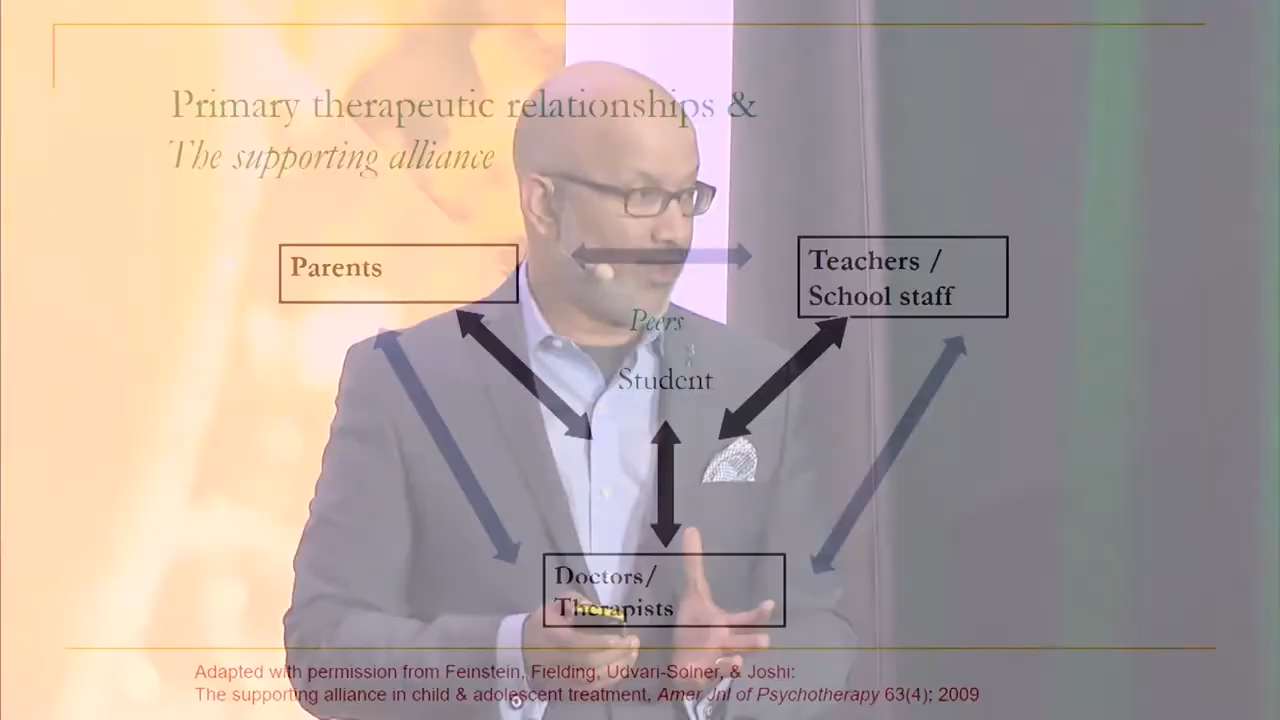 Primary therapeutic relationships &
The supporting alliance
Parents
Teachers /
School staff
Peers
Student
Doctors/
Therapists
Adapted with permission from Feinstein, Fielding, Udvari-Solner, & Joshi:
The supporting alliance in child & adolescent treatment, Amer Jnl of Psychotherapy 63(4); 2009